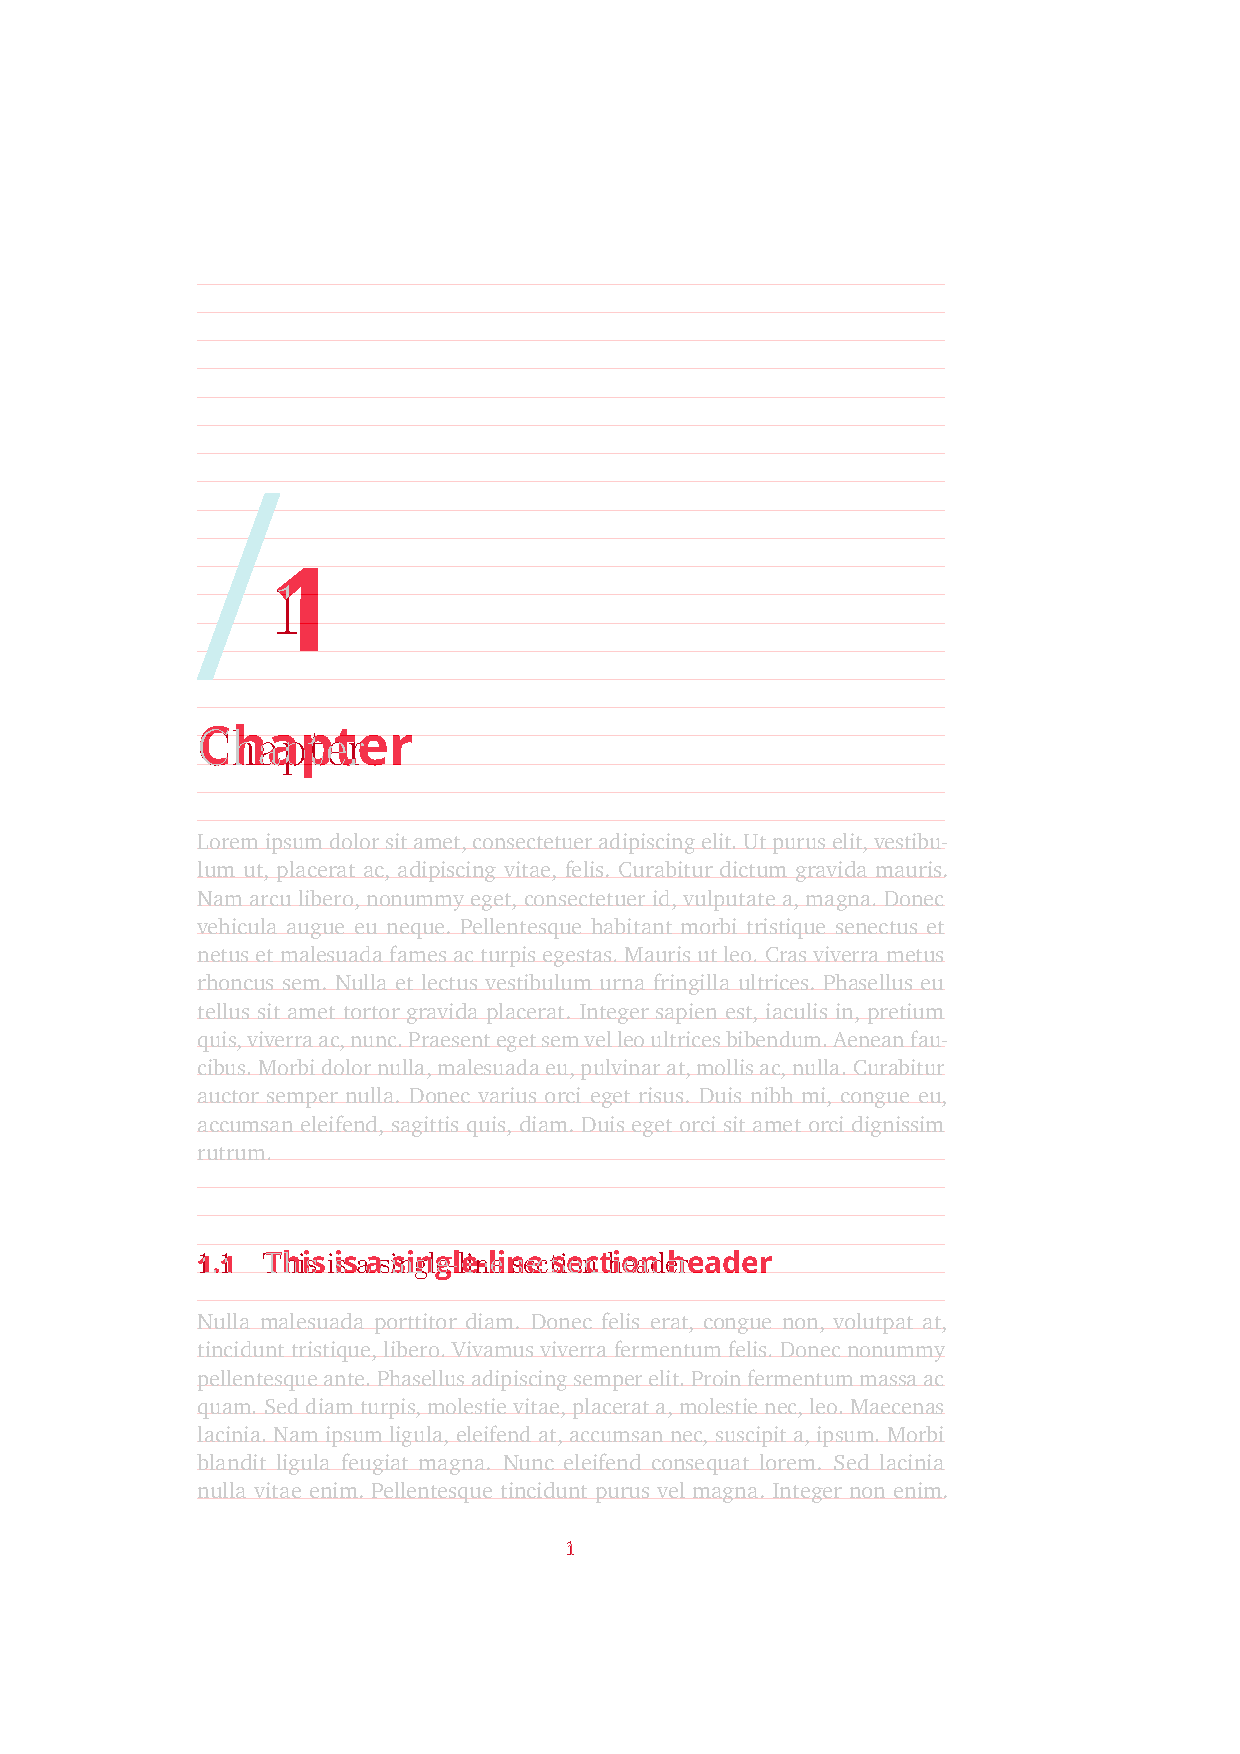 1
Chapter
Lorem ipsum dolor sit amet, consectetuer adipiscing elit. Ut purus elit, vestibu-
lum ut, placerat ac, adipiscing vitae, felis. Curabitur dictum gravida mauris.
Nam arcu libero, nonummy eget, consectetuer id, vulputate a, magna. Donec
vehicula augue eu neque. Pellentesque habitant morbi tristique senectus et
netus et malesuada fames ac turpis egestas. Mauris ut leo. Cras viverra metus
rhoncus sem. Nulla et lectus vestibulum urna fringilla ultrices. Phasellus eu
tellus sit amet tortor gravida placerat. Integer sapien est, iaculis in, pretium
quis, viverra ac, nunc. Praesent eget sem vel leo ultrices bibendum. Aenean fau-
cibus. Morbi dolor nulla, malesuada eu, pulvinar at, mollis ac, nulla. Curabitur
auctor semper nulla. Donec varius orci eget risus. Duis nibh mi, congue eu,
accumsan eleifend, sagittis quis, diam. Duis eget orci sit amet orci dignissim
rutrum.
1.1 This is a single-line section header
Nulla malesuada porttitor diam. Donec felis erat, congue non, volutpat at,
tincidunt tristique, libero. Vivamus viverra fermentum felis. Donec nonummy
pellentesque ante. Phasellus adipiscing semper elit. Proin fermentum massa ac
quam. Sed diam turpis, molestie vitae, placerat a, molestie nec, leo. Maecenas
lacinia. Nam ipsum ligula, eleifend at, accumsan nec, suscipit a, ipsum. Morbi
blandit ligula feugiat magna. Nunc eleifend consequat lorem. Sed lacinia
nulla vitae enim. Pellentesque tincidunt purus vel magna. Integer non enim.
1